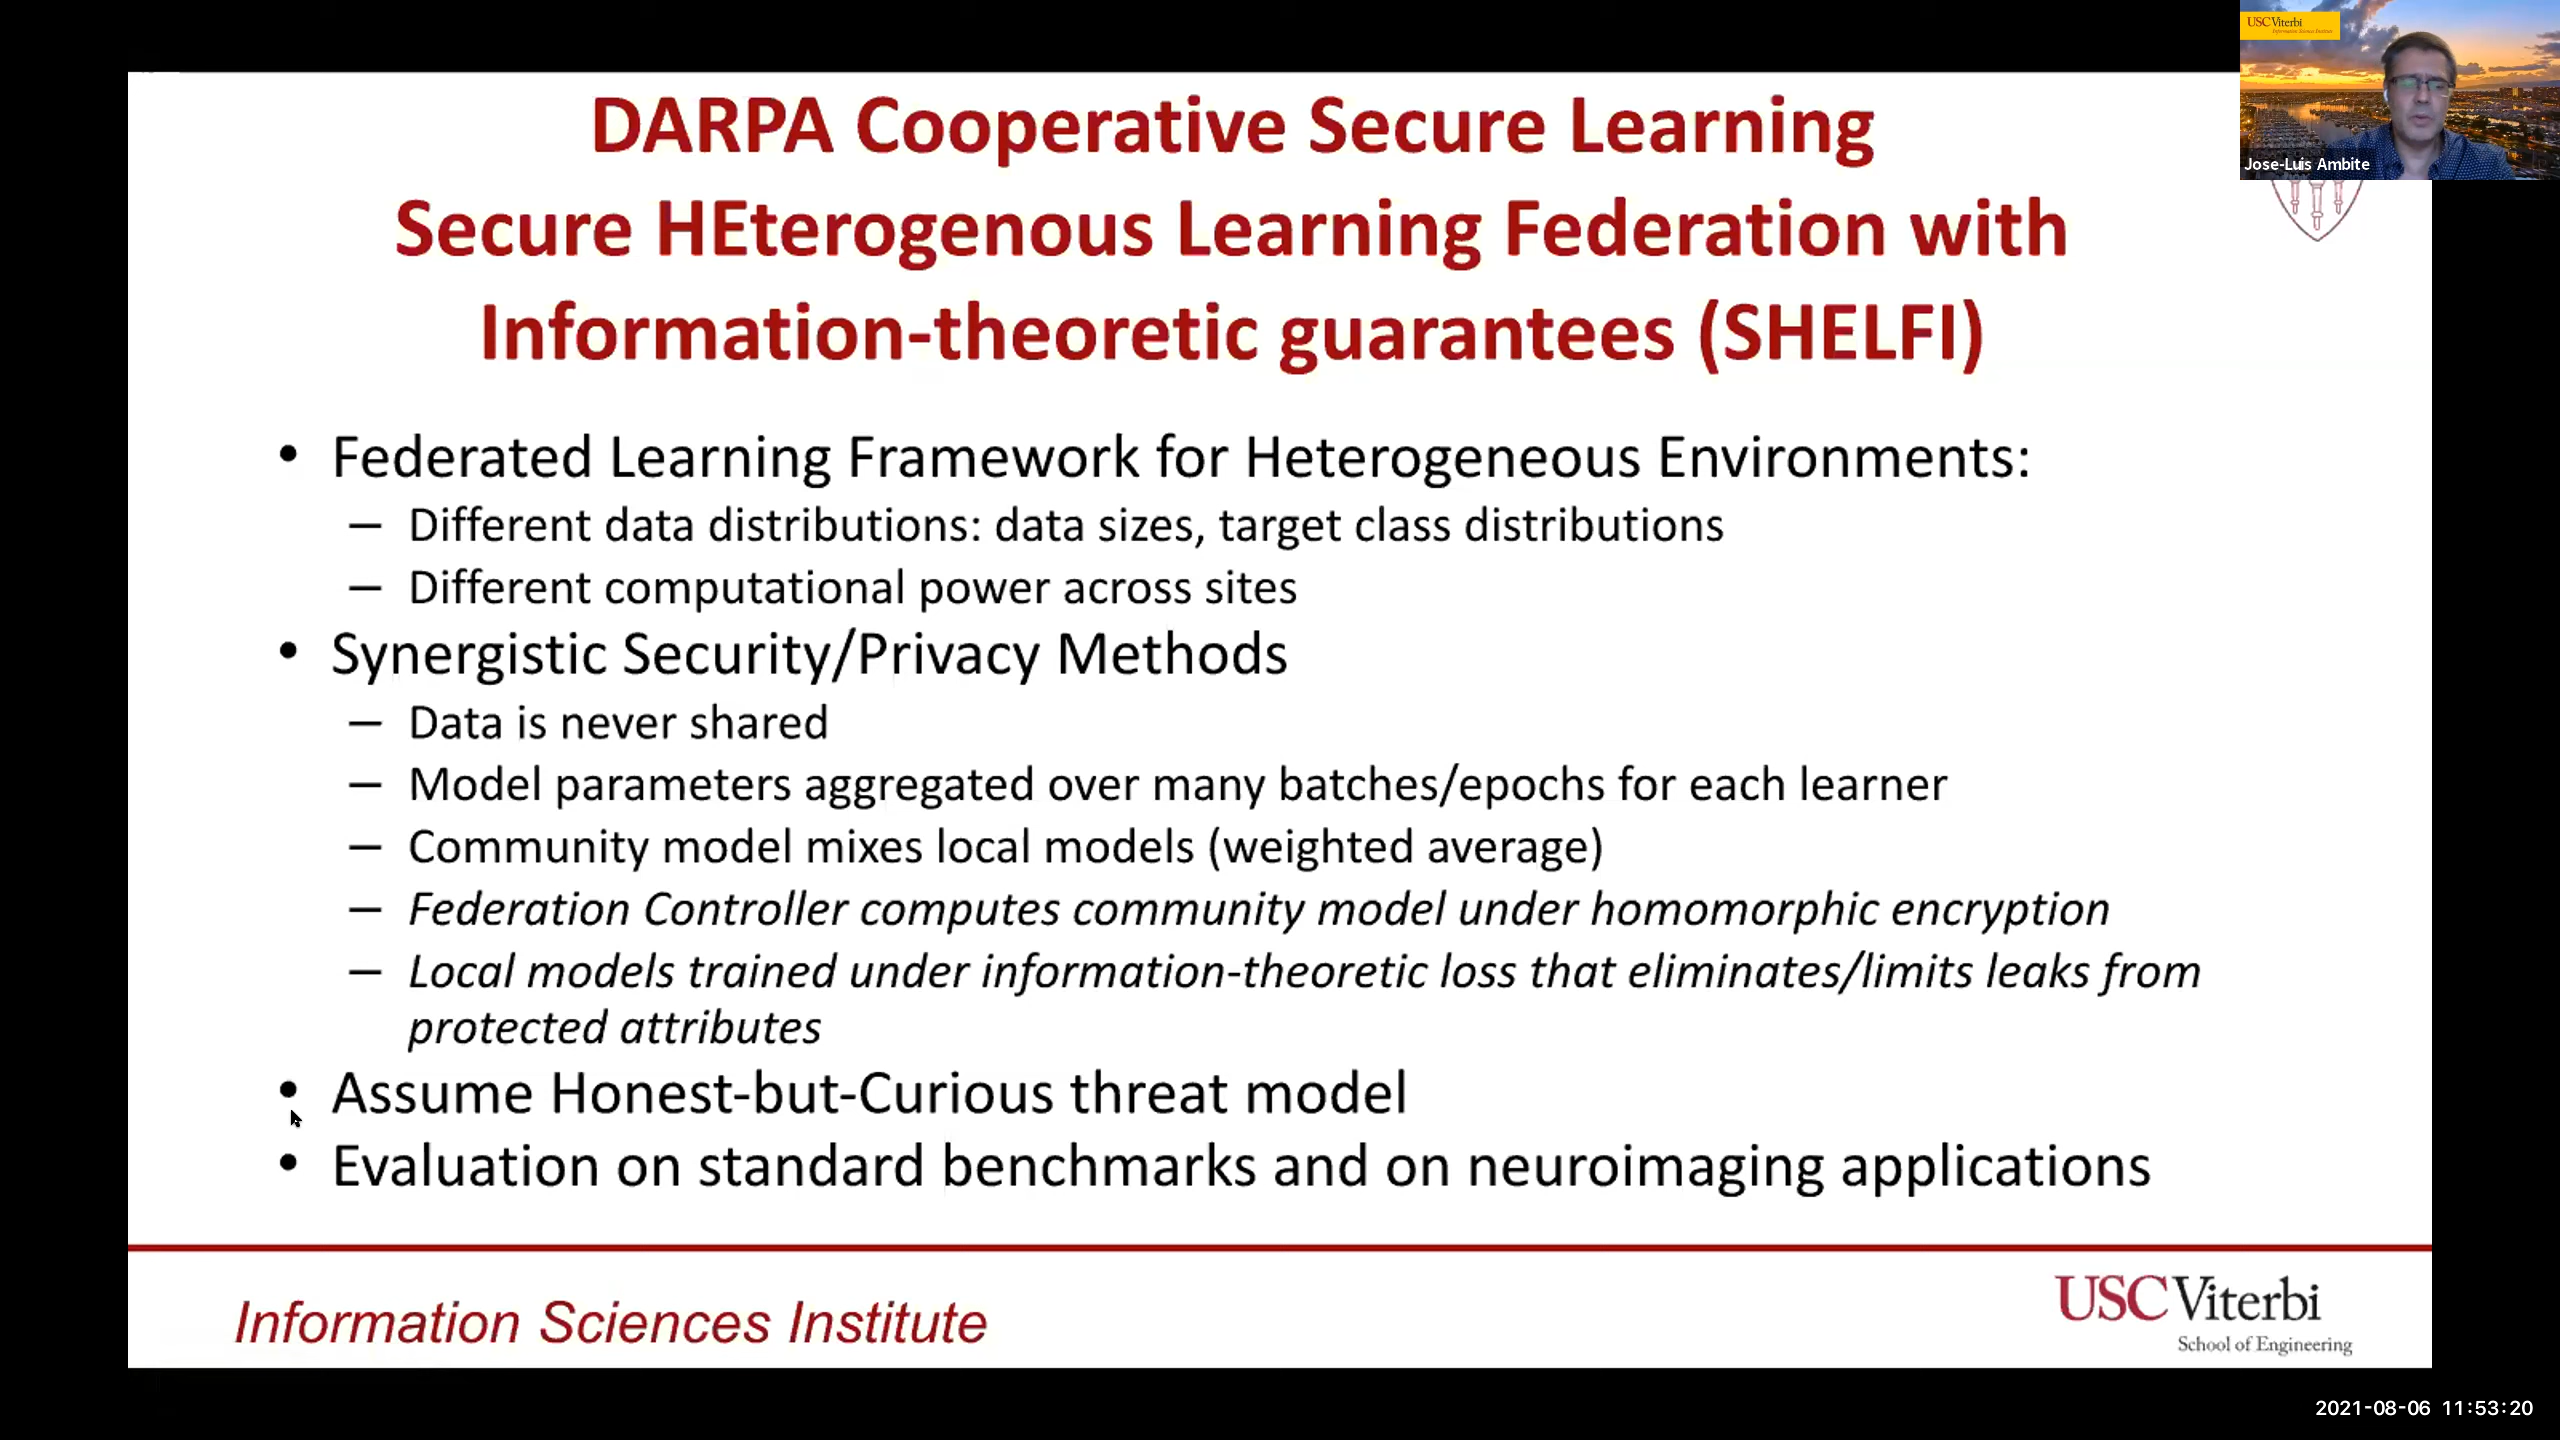 DARPA Cooperative Secure Learning
Secure HEterogenous Learning Federation with
Information-theoretic guarantees (SHELFI)
USC Viterbi
Information Sciences Institute
Jose-Luis Ambite
• Federated Learning Framework for Heterogeneous Environments:
– Different data distributions: data sizes, target class distributions
– Different computational power across sites
• Synergistic Security/Privacy Methods
– Data is never shared
– Model parameters aggregated over many batches/epochs for each learner
– Community model mixes local models (weighted average)
– Federation Controller computes community model under homomorphic encryption
– Local models trained under information-theoretic loss that eliminates/limits leaks from
protected attributes
• Assume Honest-but-Curious threat model
• Evaluation on standard benchmarks and on neuroimaging applications
Information Sciences Institute
USC Viterbi
School of Engineering
2021-08-06 11:53:20